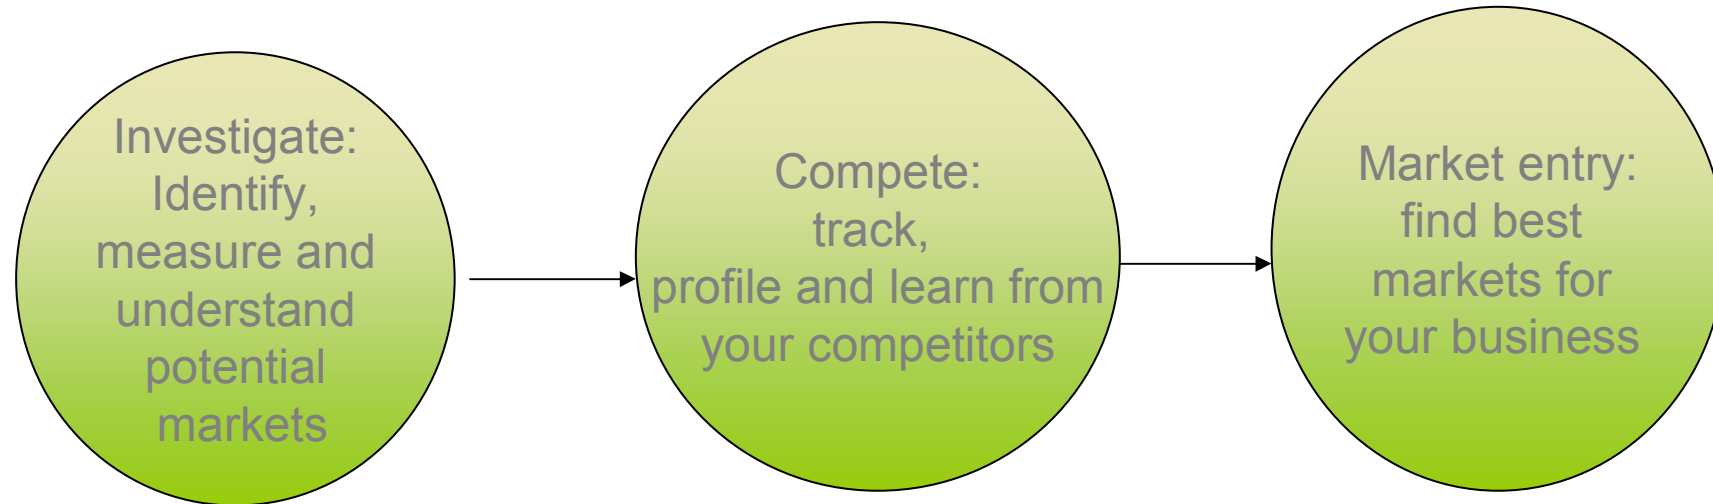 Investigate:
Identify,
measure and
understand
potential
markets
Compete:
track,
profile and learn from
your competitors
Market entry:
find best
markets for
your business